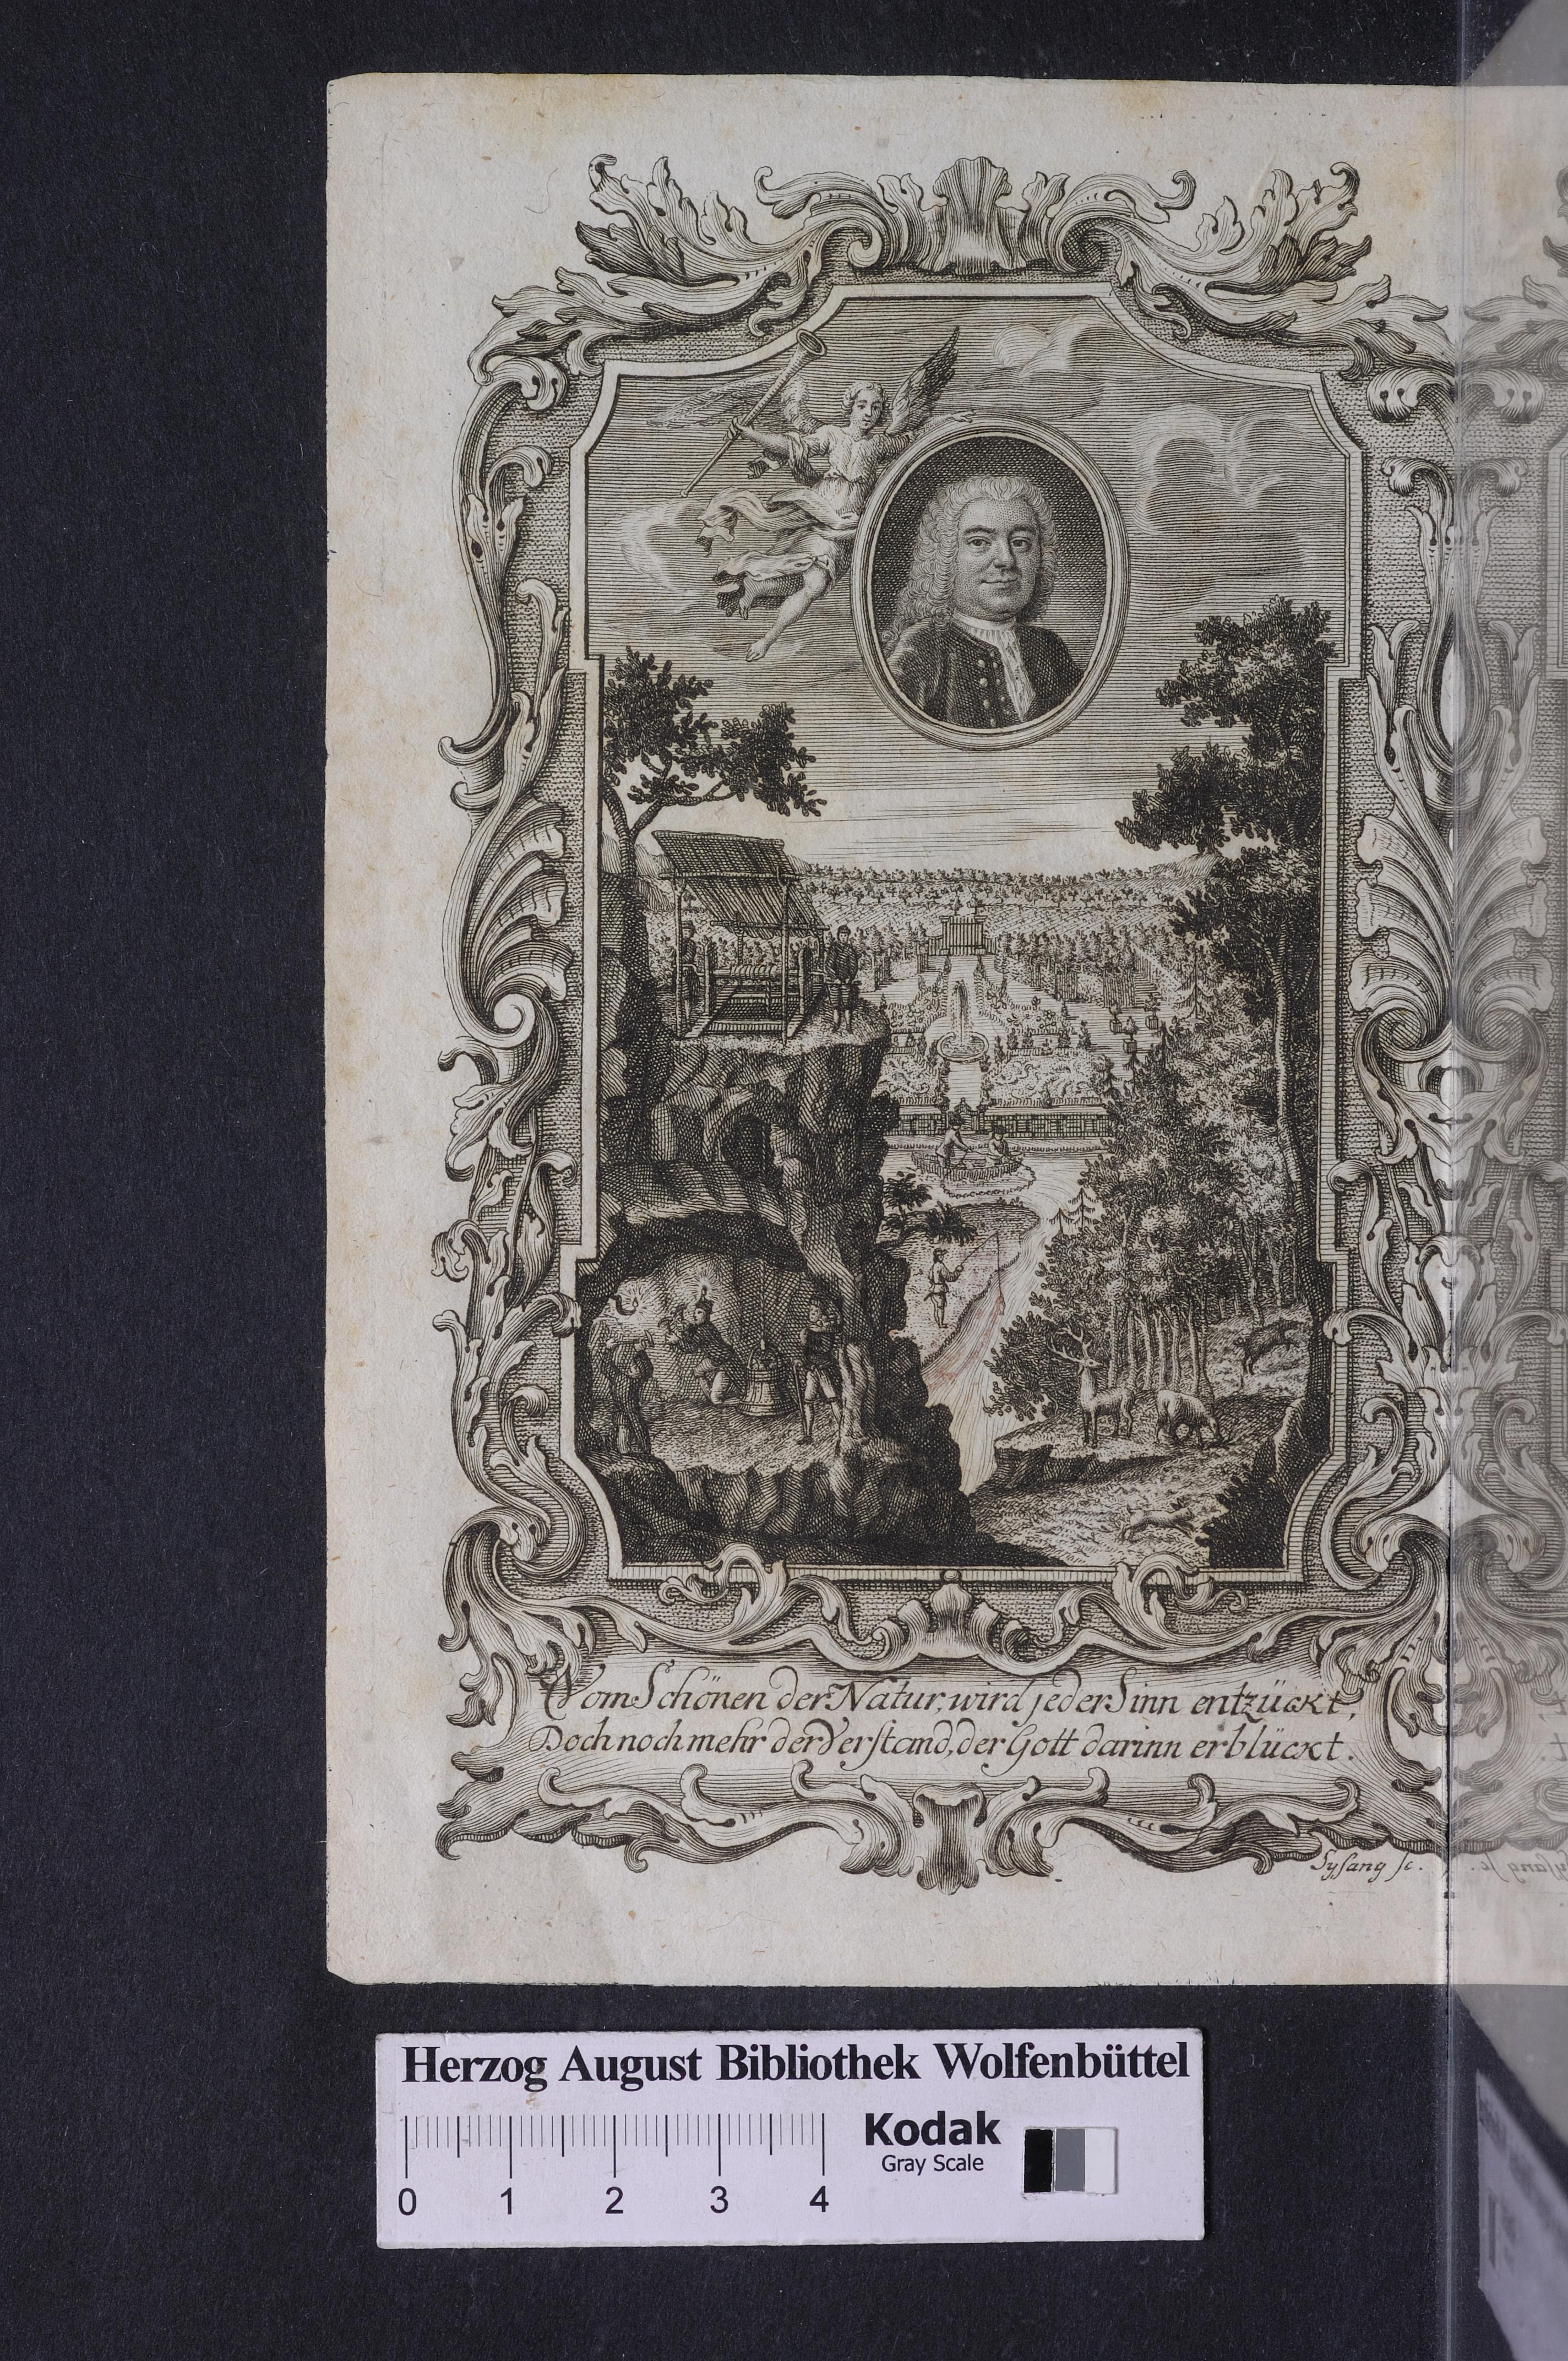 Vom Schönen der Natur, wird jeder Sinn entzückt,
Doch noch mehr der Verstand, der Gott darinn erblückt.
Sysang sc.
Herzog August Bibliothek Wolfenbüttel
Kodak
Gray Scale
0 1 2 3 4